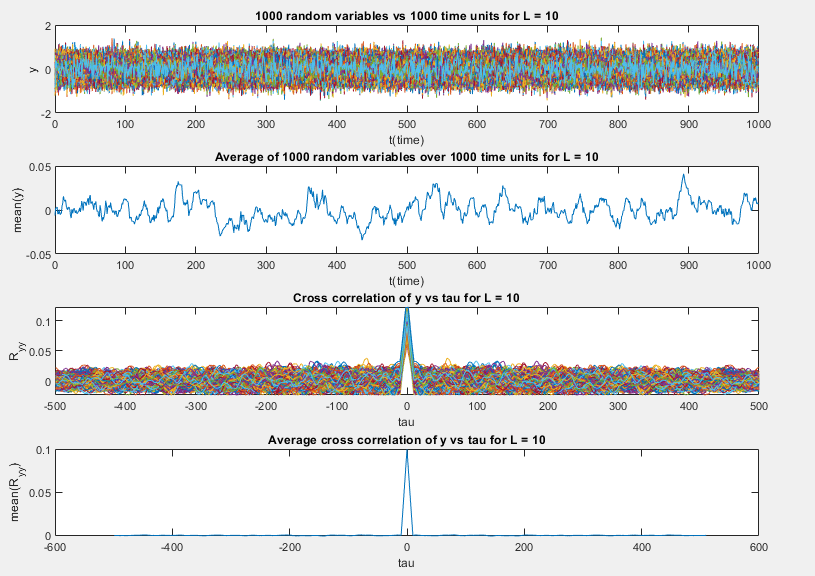 1000 random variables vs 1000 time units for L = 10
2
0
-2
y
0 100 200 300 400 500 600 700 800 900 1000
t(time)
Average of 1000 random variables over 1000 time units for L = 10
0.05
0
-0.05
mean(y)
0 100 200 300 400 500 600 700 800 900 1000
t(time)
Cross correlation of y vs tau for L = 10
0.1
0.05
0
R_yy
-500 -400 -300 -200 -100 0 100 200 300 400 500
tau
Average cross correlation of y vs tau for L = 10
0.1
0.05
0
mean(R_yy)
-600 -400 -200 0 200 400 600
tau